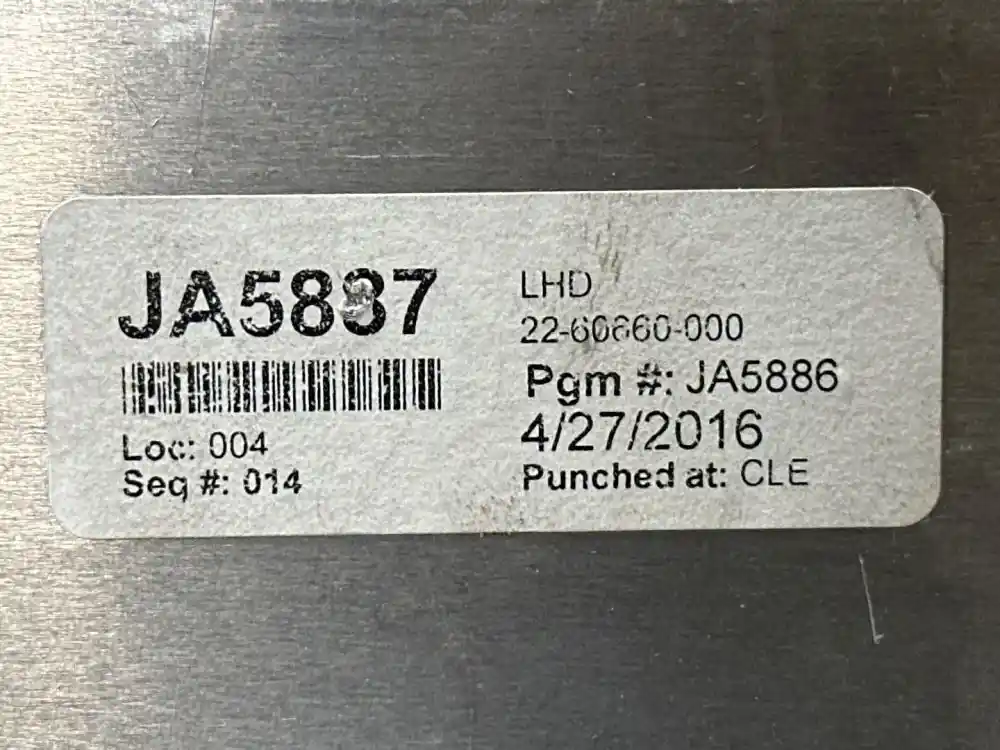 JA5887
Loc: 004
Seq #: 014
LHD
22-60660-000
Pgm #: JA5886
4/27/2016
Punched at: CLE